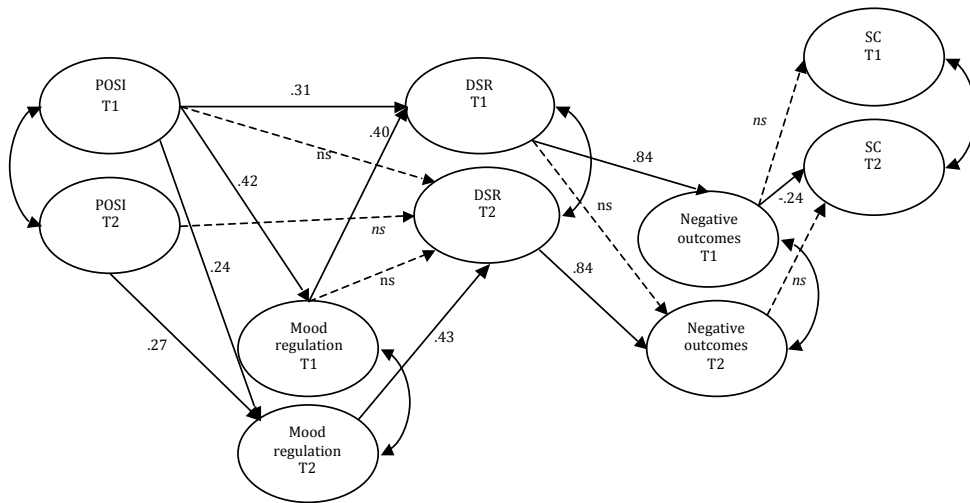 SC
T1
POSI
T1
.31
DSR
T1
.40
ns
ns
SC
T2
.42
.84
-.24
POSI
T2
ns
DSR
T2
ns
Negative
outcomes
T1
.24
ns
.84
ns
.27
Mood
regulation
T1
.43
Negative
outcomes
T2
Mood
regulation
T2